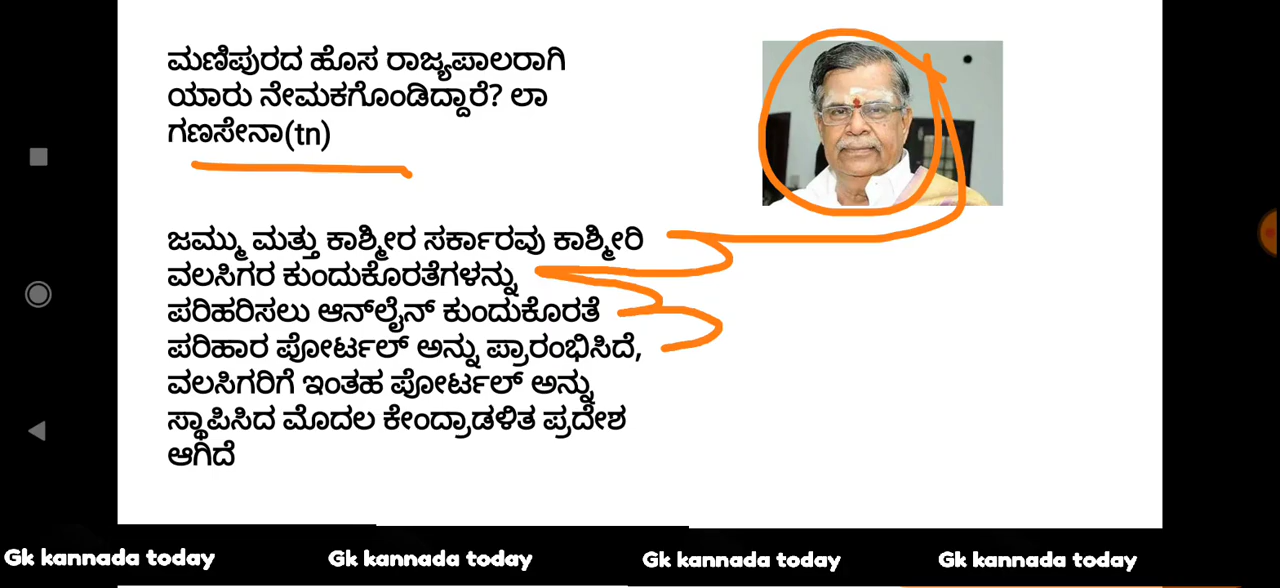 ಮಣಿಪುರದ ಹೊಸ ರಾಜ್ಯಪಾಲರಾಗಿ
ಯಾರು ನೇಮಕಗೊಂಡಿದ್ದಾರೆ? ಲಾ
ಗಣಸೇನಾ(tn)
ಜಮ್ಮು ಮತ್ತು ಕಾಶ್ಮೀರ ಸರ್ಕಾರವು ಕಾಶ್ಮೀರಿ
ವಲಸಿಗರ ಕುಂದುಕೊರತೆಗಳನ್ನು
ಪರಿಹರಿಸಲು ಆನ್‌ಲೈನ್ ಕುಂದುಕೊರತೆ
ಪರಿಹಾರ ಪೋರ್ಟಲ್ ಅನ್ನು ಪ್ರಾರಂಭಿಸಿದೆ,
ವಲಸಿಗರಿಗೆ ಇಂತಹ ಪೋರ್ಟಲ್ ಅನ್ನು
ಸ್ಥಾಪಿಸಿದ ಮೊದಲ ಕೇಂದ್ರಾಡಳಿತ ಪ್ರದೇಶ
ಆಗಿದೆ
Gk kannada today Gk kannada today Gk kannada today Gk kannada today